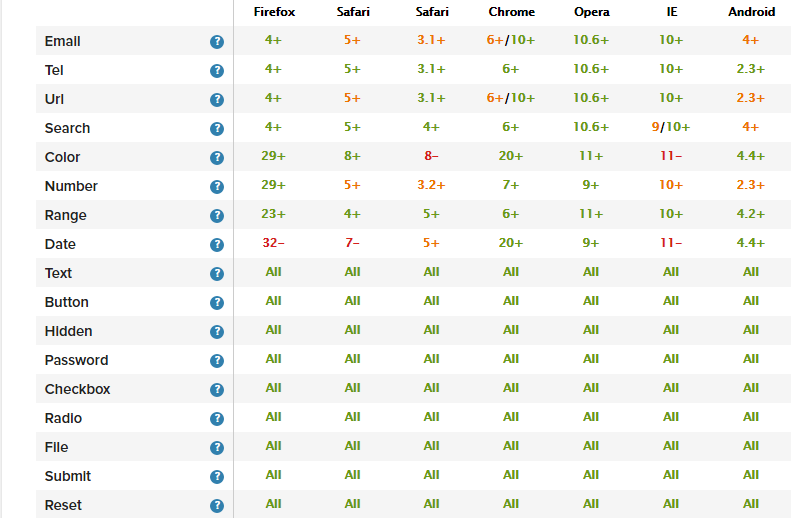 Firefox Safari Safari Chrome Opera IE Android
Email ? 4+ 5+ 3.1+ 6+/10+ 10.6+ 10+ 4+
Tel ? 4+ 5+ 3.1+ 6+ 10.6+ 10+ 2.3+
Url ? 4+ 5+ 3.1+ 6+/10+ 10.6+ 10+ 2.3+
Search ? 4+ 5+ 4+ 6+ 10.6+ 9/10+ 4+
Color ? 29+ 8+ 8- 20+ 11+ 11- 4.4+
Number ? 29+ 5+ 3.2+ 7+ 9+ 10+ 2.3+
Range ? 23+ 4+ 5+ 6+ 11+ 10+ 4.2+
Date ? 32- 7- 5+ 20+ 9+ 11- 4.4+
Text ? All All All All All All All
Button ? All All All All All All All
Hidden ? All All All All All All All
Password ? All All All All All All All
Checkbox ? All All All All All All All
Radio ? All All All All All All All
File ? All All All All All All All
Submit ? All All All All All All All
Reset ? All All All All All All All